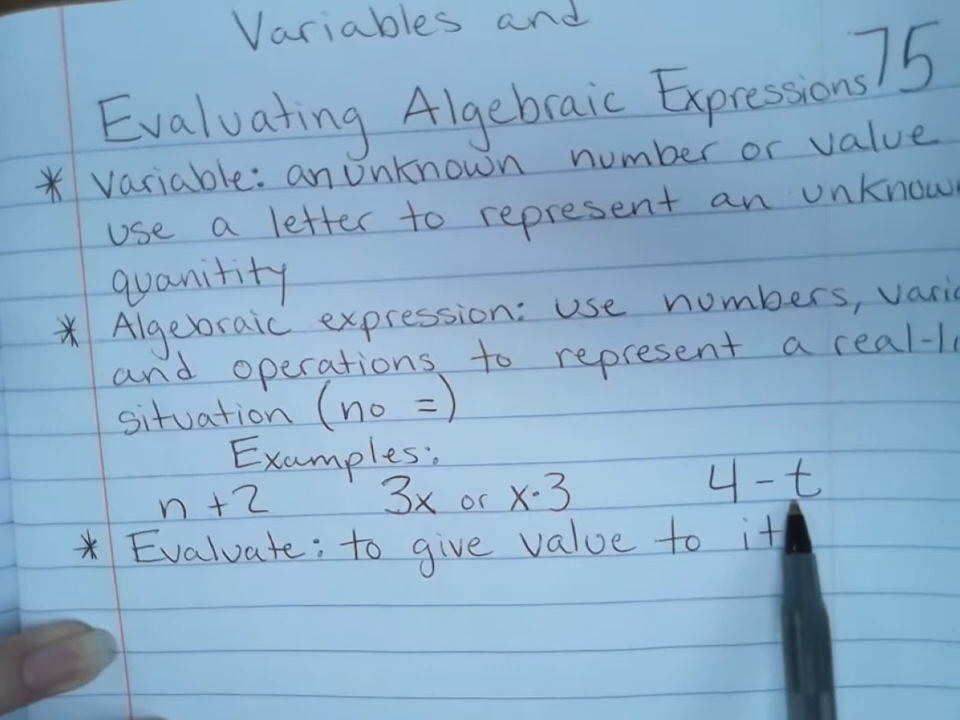 Variables and
75
Evaluating Algebraic Expressions
* Variable: an unknown number or value
use a letter to represent an unknow
quanitity
* Algebraic expression: use numbers, varia
and operations to represent a real-l
situation (no =)
Examples:
n + 2 3x or x·3 4 - t
* Evaluate: to give value to it